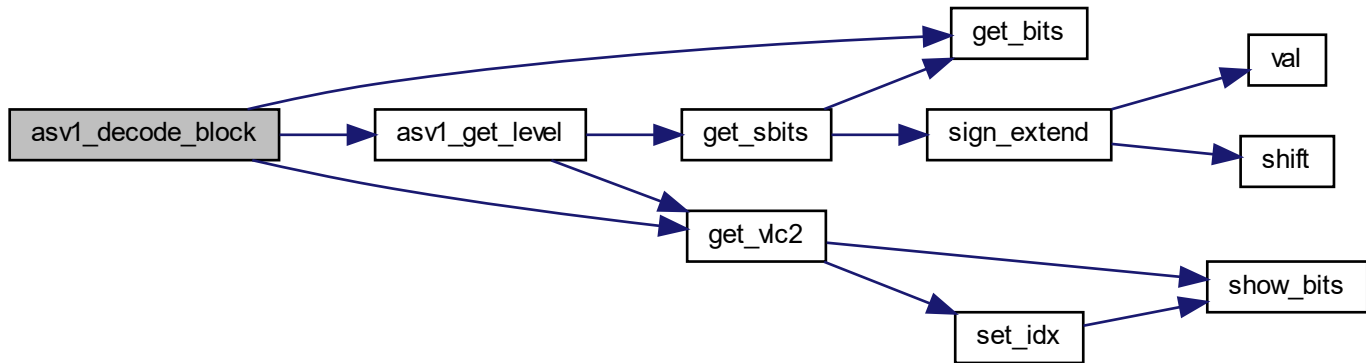 get_bits
val
asv1_decode_block
asv1_get_level
get_sbits
sign_extend
shift
get_vlc2
show_bits
set_idx